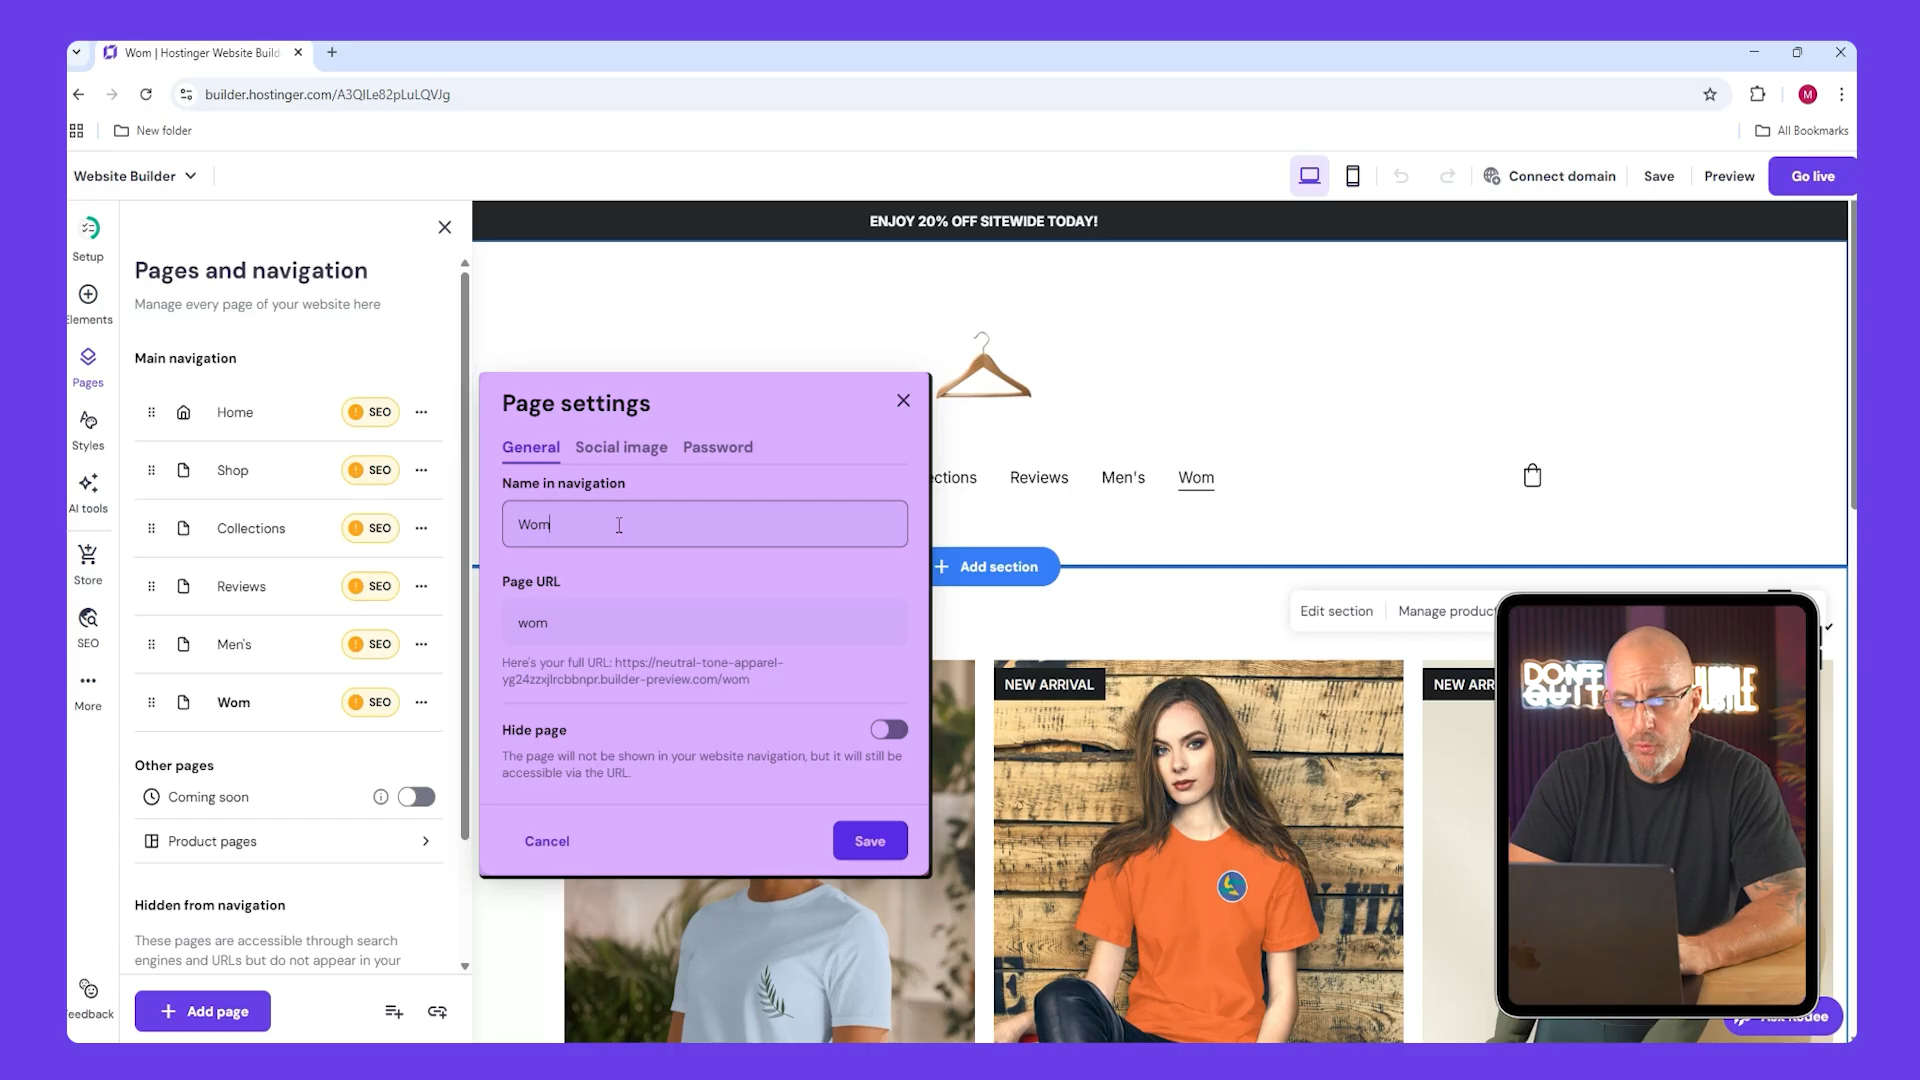 Wom | Hostinger Website Build
builder.hostinger.com/A3QILe82pLuLQVJg
M
New folder
All Bookmarks
Website Builder
Connect domain
Save
Preview
Go live
Setup
Elements
Pages
Styles
AI tools
Store
SEO
More
Feedback
Pages and navigation
Manage every page of your website here
Main navigation
Home
SEO
Shop
SEO
Collections
SEO
Reviews
SEO
Men's
SEO
Wom
SEO
Other pages
Coming soon
Product pages
Hidden from navigation
These pages are accessible through search
engines and URLs but do not appear in your
Add page
ENJOY 20% OFF SITEWIDE TODAY!
ections
Reviews
Men's
Wom
Add section
Edit section
Manage product
NEW ARRIVAL
NEW ARR
Page settings
General
Social image
Password
Name in navigation
Wom
Page URL
wom
Here's your full URL: https://neutral-tone-apparel-
yg24zzxjlrcbbnpr.builder-preview.com/wom
Hide page
The page will not be shown in your website navigation, but it will still be
accessible via the URL.
Cancel
Save
DON'T
QUIT